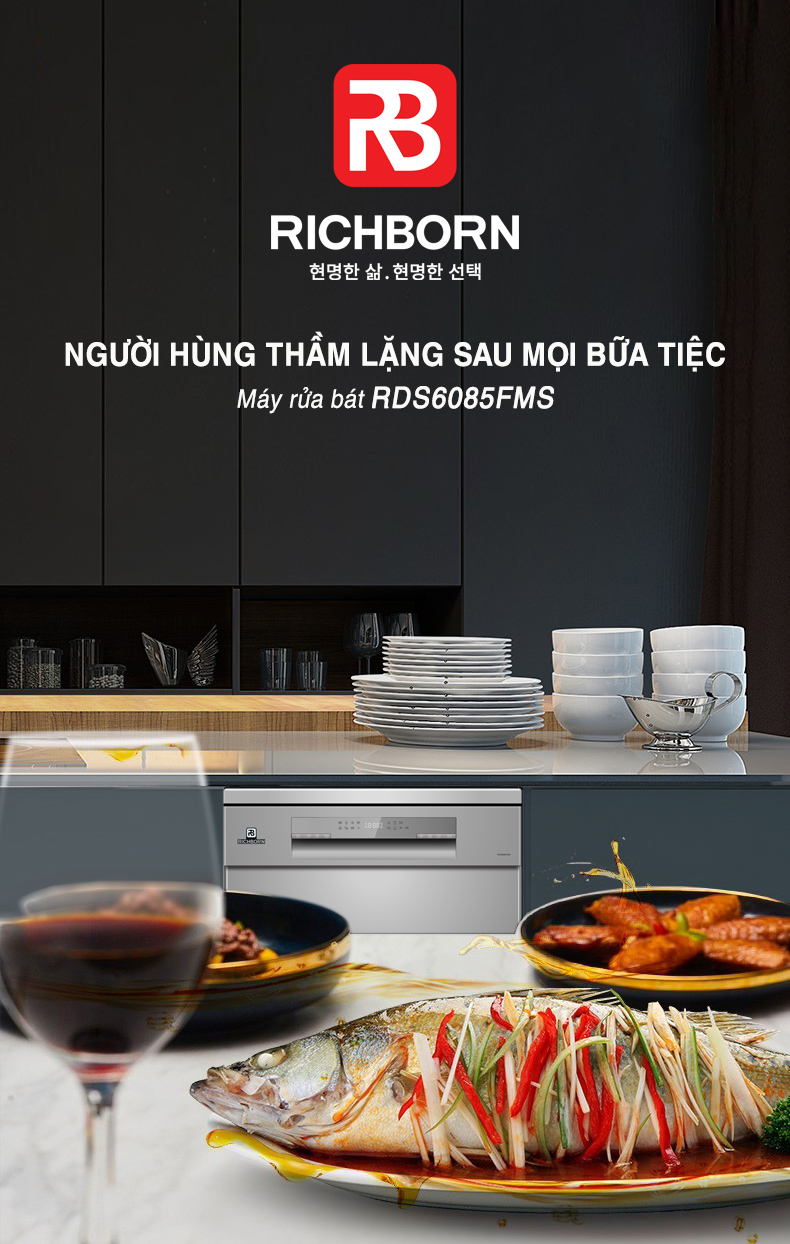 RB
RICHBORN
현명한 삶.현명한 선택
NGƯỜI HÙNG THẦM LẶNG SAU MỌI BỮA TIỆC
Máy rửa bát RDS6085FMS
RB
RICHBORN